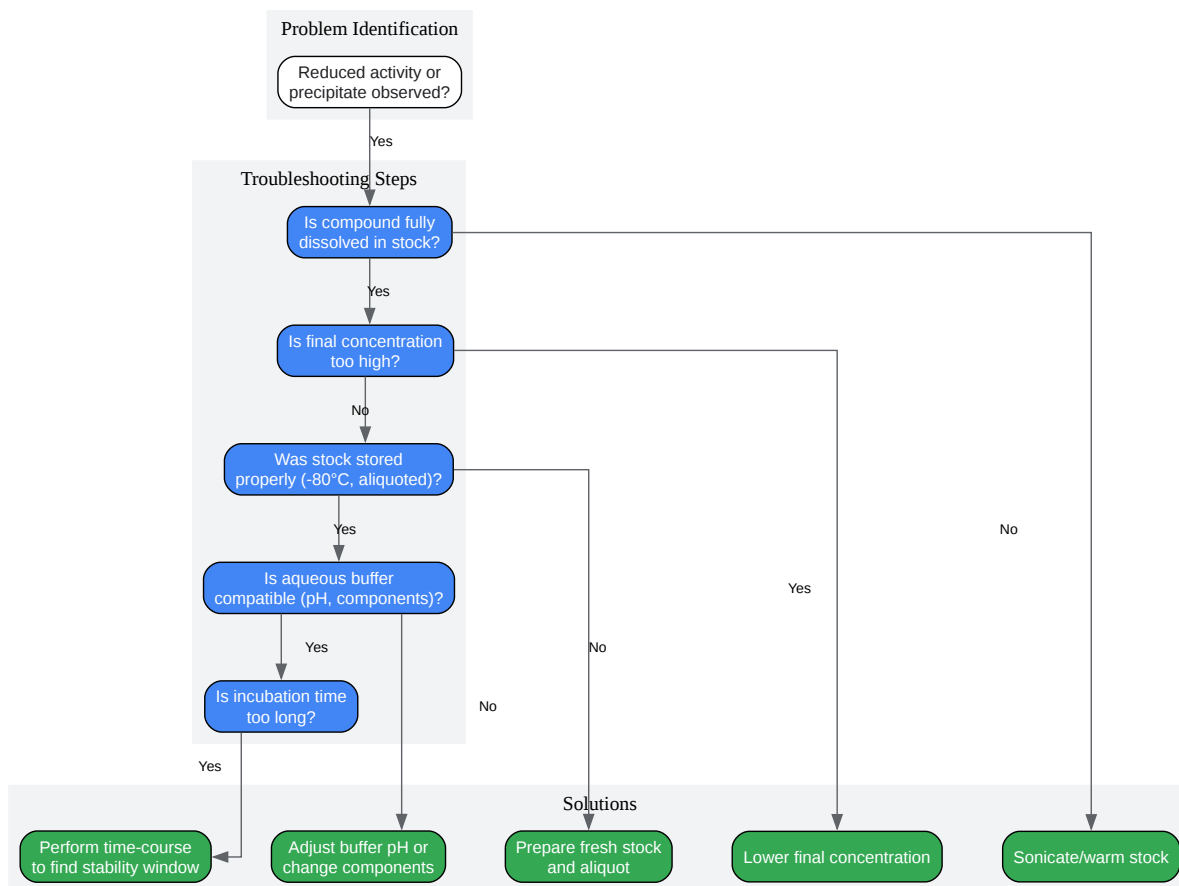 Problem Identification
Reduced activity or
precipitate observed?
Yes
Troubleshooting Steps
Is compound fully
dissolved in stock?
Yes
Is final concentration
too high?
No
Was stock stored
properly (-80°C, aliquoted)?
Yes
No
Is aqueous buffer
compatible (pH, components)?
Yes
Yes
No
Is incubation time
too long?
No
Yes
Solutions
Perform time-course
to find stability window
Adjust buffer pH or
change components
Prepare fresh stock
and aliquot
Lower final concentration
Sonicate/warm stock